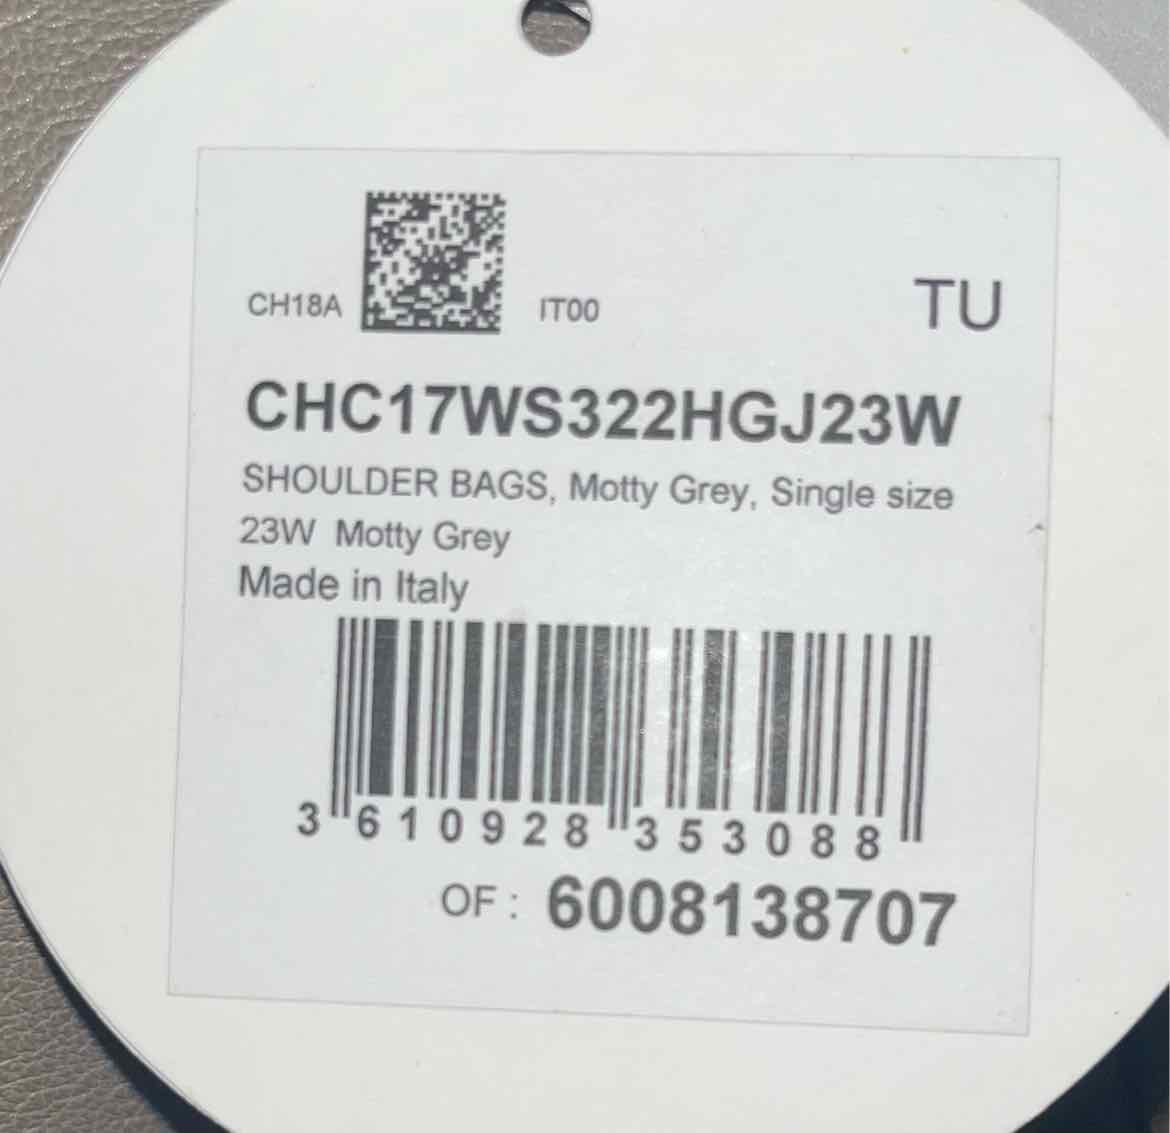 CH18A IT00 TU
CHC17WS322HGJ23W
SHOULDER BAGS, Motty Grey, Single size
23W Motty Grey
Made in Italy
3 610928 353088
OF : 6008138707